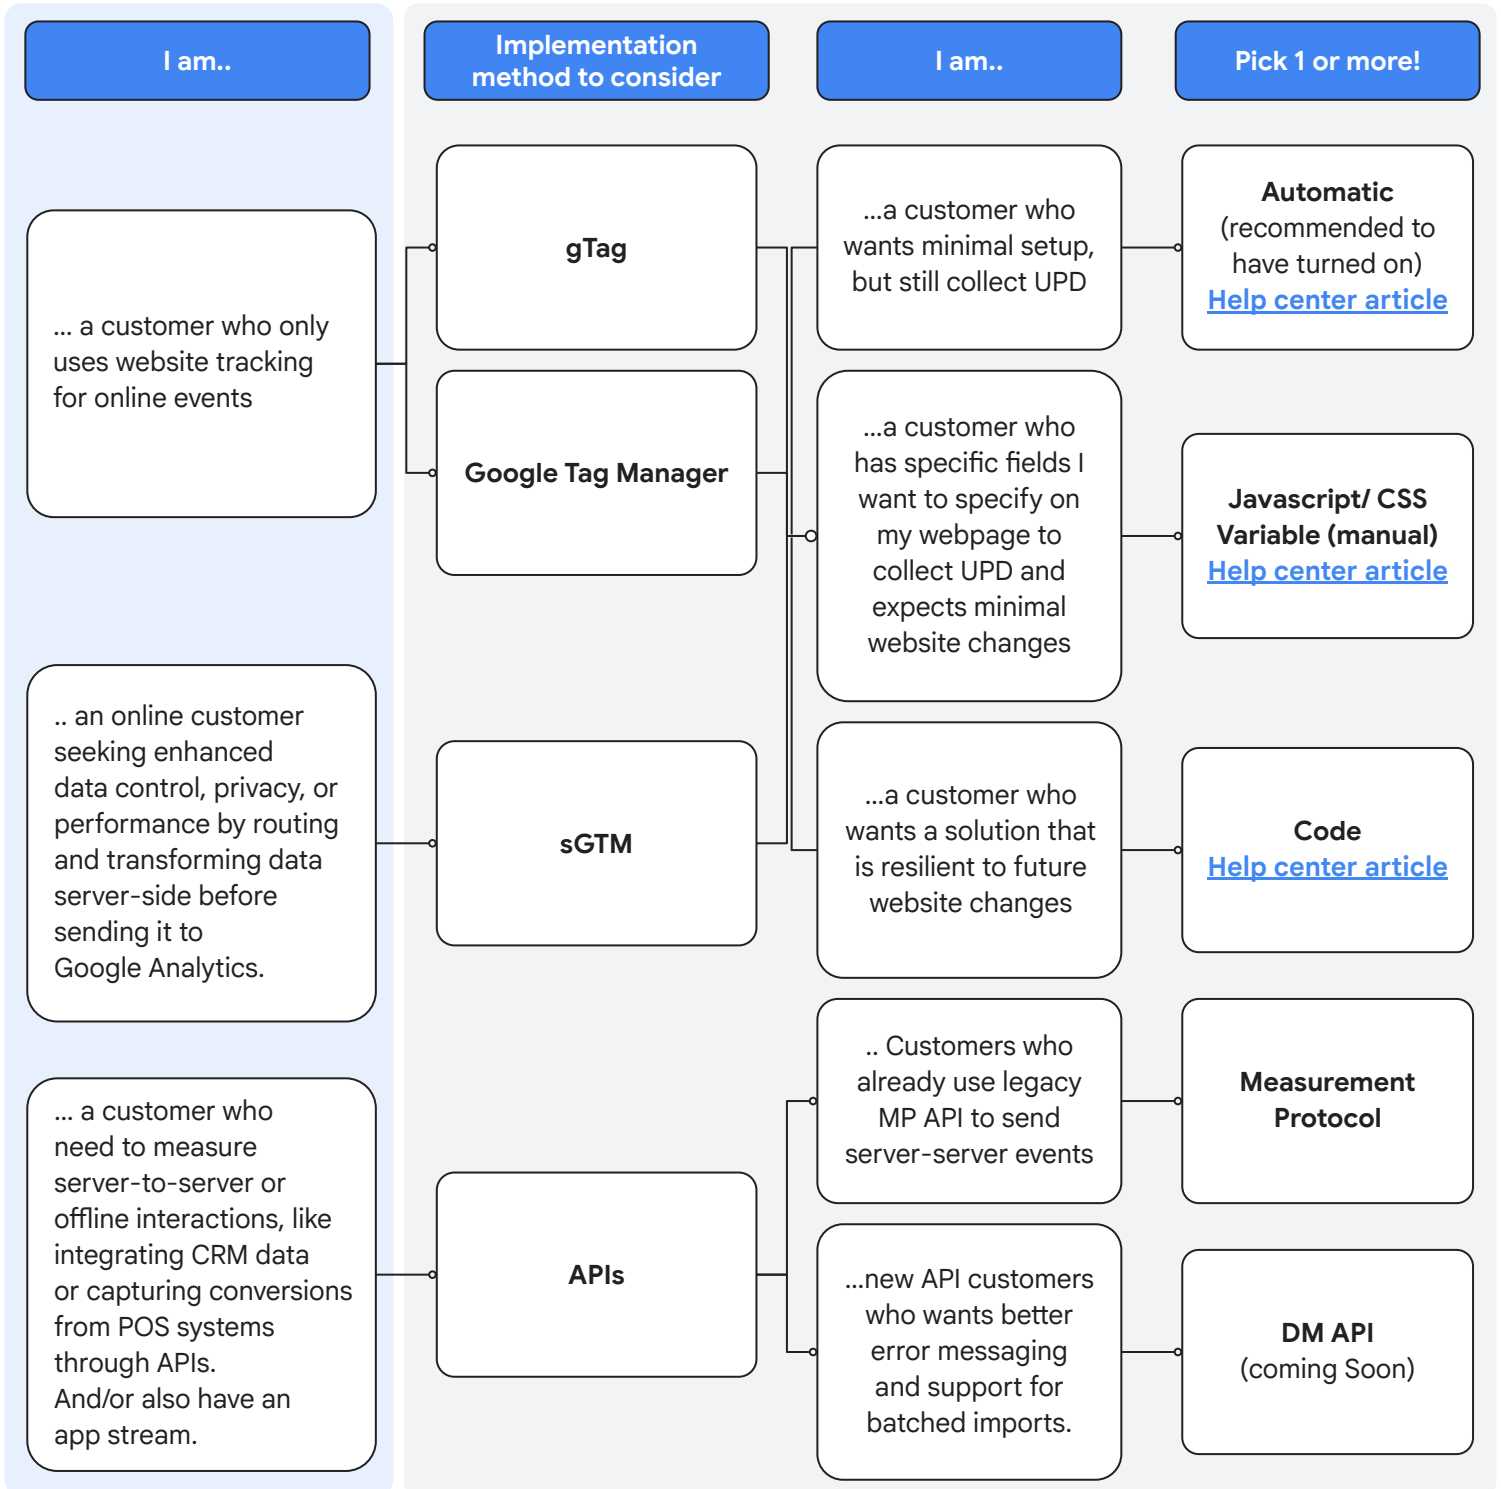 I am..
Implementation
method to consider
I am..
Pick 1 or more!
... a customer who only
uses website tracking
for online events
gTag
Google Tag Manager
...a customer who
wants minimal setup,
but still collect UPD
Automatic
(recommended to
have turned on)
Help center article
...a customer who
has specific fields I
want to specify on
my webpage to
collect UPD and
expects minimal
website changes
Javascript/ CSS
Variable (manual)
Help center article
.. an online customer
seeking enhanced
data control, privacy, or
performance by routing
and transforming data
server-side before
sending it to
Google Analytics.
sGTM
...a customer who
wants a solution that
is resilient to future
website changes
Code
Help center article
... a customer who
need to measure
server-to-server or
offline interactions, like
integrating CRM data
or capturing conversions
from POS systems
through APIs.
And/or also have an
app stream.
APIs
.. Customers who
already use legacy
MP API to send
server-server events
Measurement
Protocol
...new API customers
who wants better
error messaging
and support for
batched imports.
DM API
(coming Soon)